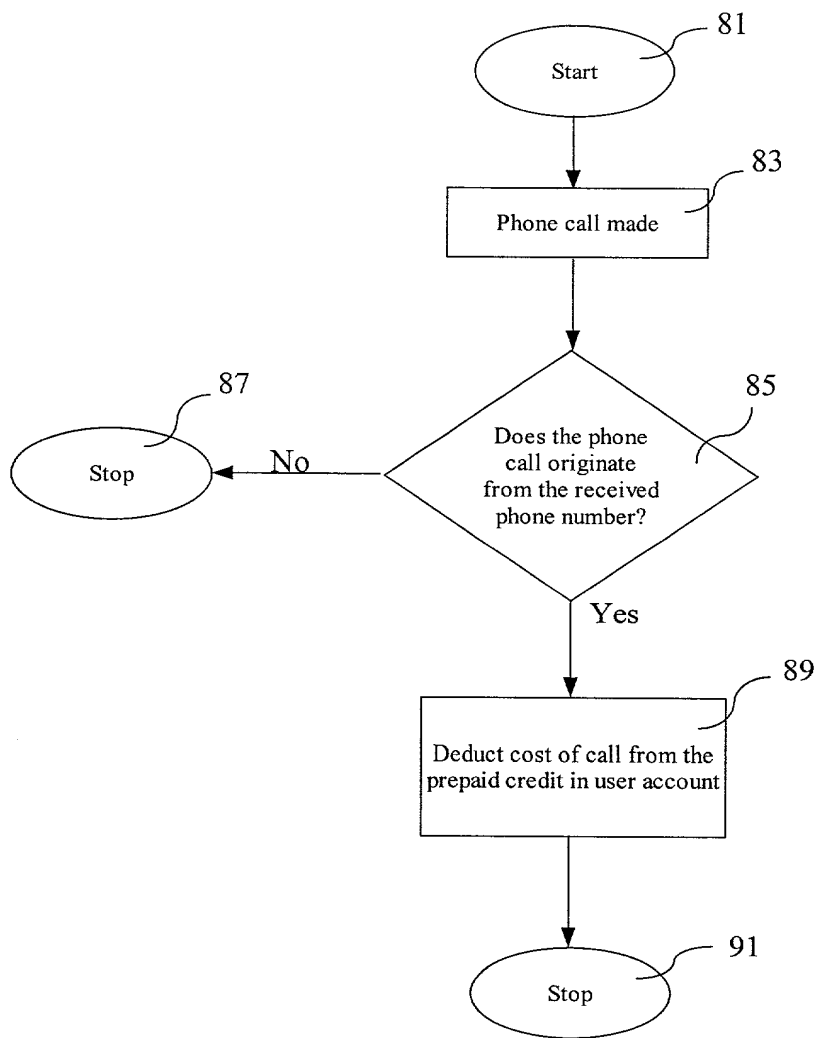 81
Start
83
Phone call made
87
85
Does the phone
call originate
from the received
phone number?
No
Stop
Yes
89
Deduct cost of call from the
prepaid credit in user account
91
Stop